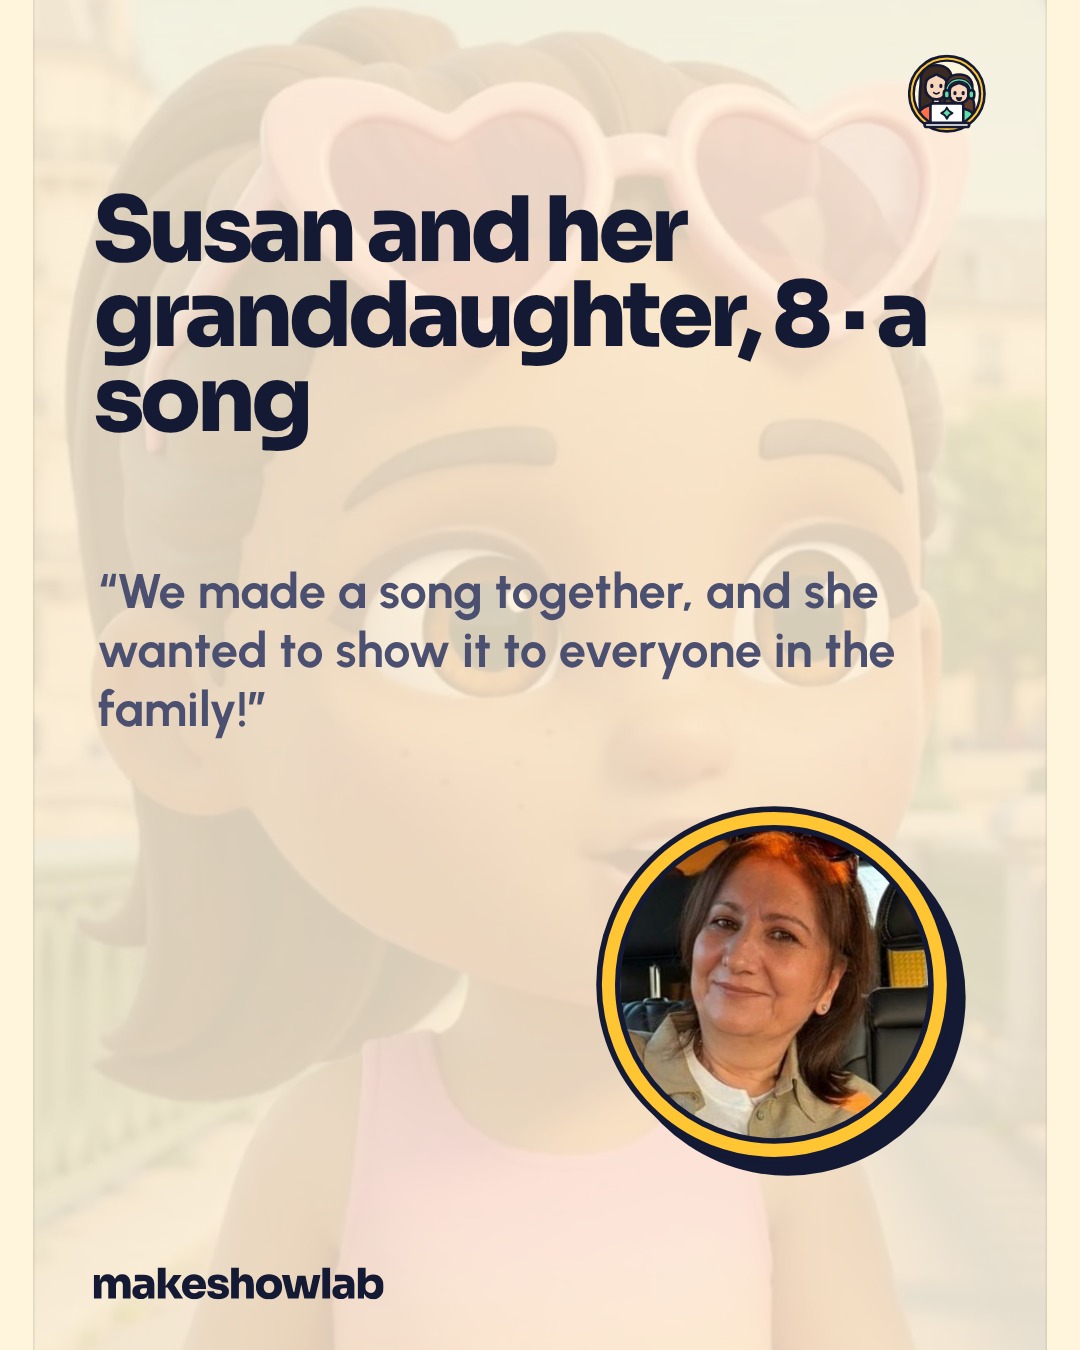 Susan and her
granddaughter, 8 · a
song
“We made a song together, and she
wanted to show it to everyone in the
family!”
makeshowlab